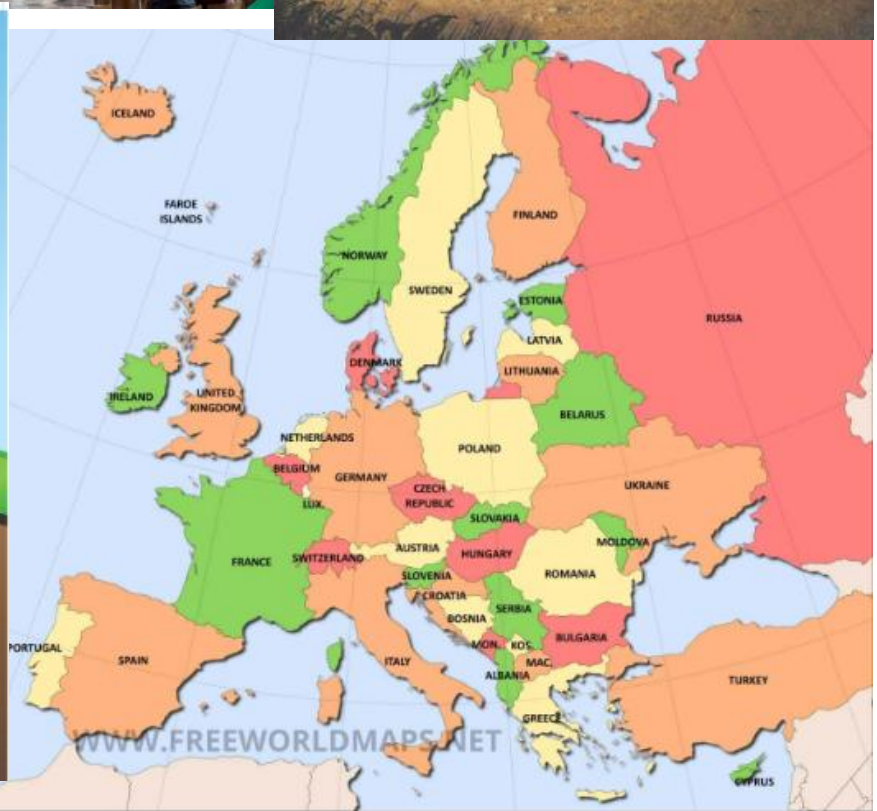 ICELAND
FAROE
ISLANDS
NORWAY
FINLAND
SWEDEN
ESTONIA
RUSSIA
LATVIA
DENMARK
LITHUANIA
IRELAND
UNITED
KINGDOM
BELARUS
NETHERLANDS
POLAND
BELGIUM
GERMANY
UKRAINE
CZECH
REPUBLIC
LUX.
SLOVAKIA
MOLDOVA
AUSTRIA
SWITZERLAND
HUNGARY
FRANCE
ROMANIA
SLOVENIA
CROATIA
SERBIA
BOSNIA
BULGARIA
MON.
KOS.
PORTUGAL
SPAIN
ITALY
MAC.
ALBANIA
TURKEY
GREECE
WWW.FREEWORLDMAPS.NET
CYPRUS